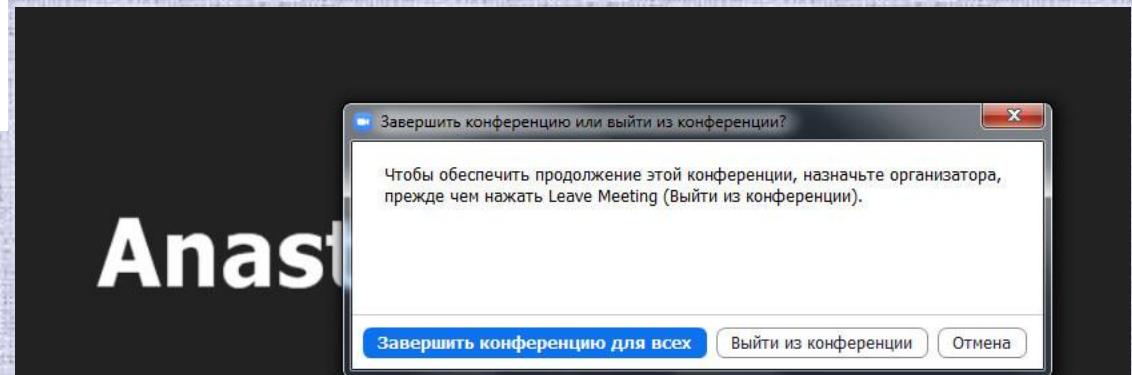 Завершить конференцию или выйти из конференции?
Чтобы обеспечить продолжение этой конференции, назначьте организатора,
прежде чем нажать Leave Meeting (Выйти из конференции).
Anast
Завершить конференцию для всех Выйти из конференции Отмена